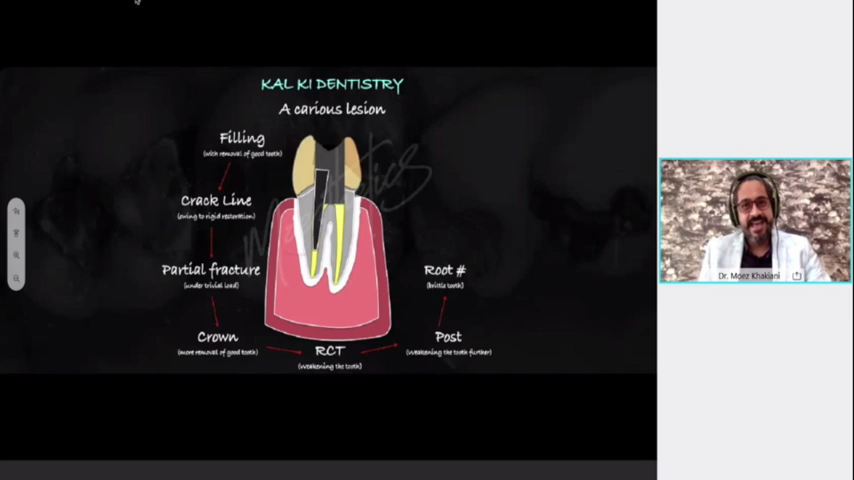 KAL KI DENTISTRY
A carious lesion
Filling
(with removal of good tooth)
Crack Line
(owing to rigid restoration)
Partial fracture
(under trivial load)
Crown
(more removal of good tooth)
RCT
(weakening the tooth)
Post
(weakening the tooth further)
Root #
(brittle tooth)
Dr. Moez Khakiani